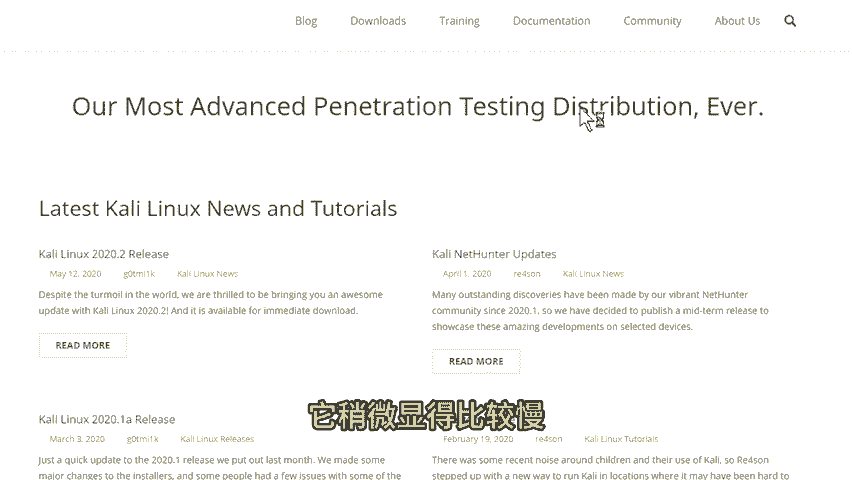 Blog Downloads Training Documentation Community About Us
Our Most Advanced Penetration Testing Distribution, Ever.
Latest Kali Linux News and Tutorials
Kali Linux 2020.2 Release
May 12, 2020 g0tmi1k Kali Linux News
Despite the turmoil in the world, we are thrilled to be bringing you an awesome
update with Kali Linux 2020.2! And it is available for immediate download.
READ MORE
Kali NetHunter Updates
April 1, 2020 re4son Kali Linux News
Many outstanding discoveries have been made by our vibrant NetHunter
community since 2020.1, so we have decided to publish a mid-term release to
showcase these amazing developments on selected devices.
READ MORE
Kali Linux 2020.1a Release
March 3, 2020 g0tmi1k Kali Linux Releases
Just a quick update to the 2020.1 release we put out last month. We made some
major changes to the installers, and some people had a few issues with some of the
February 19, 2020 re4son Kali Linux Tutorials
There was some recent noise around children and their use of Kali, so Re4son
stepped up with a new way to run Kali in locations where it may have been hard to
它稍微显得比较慢